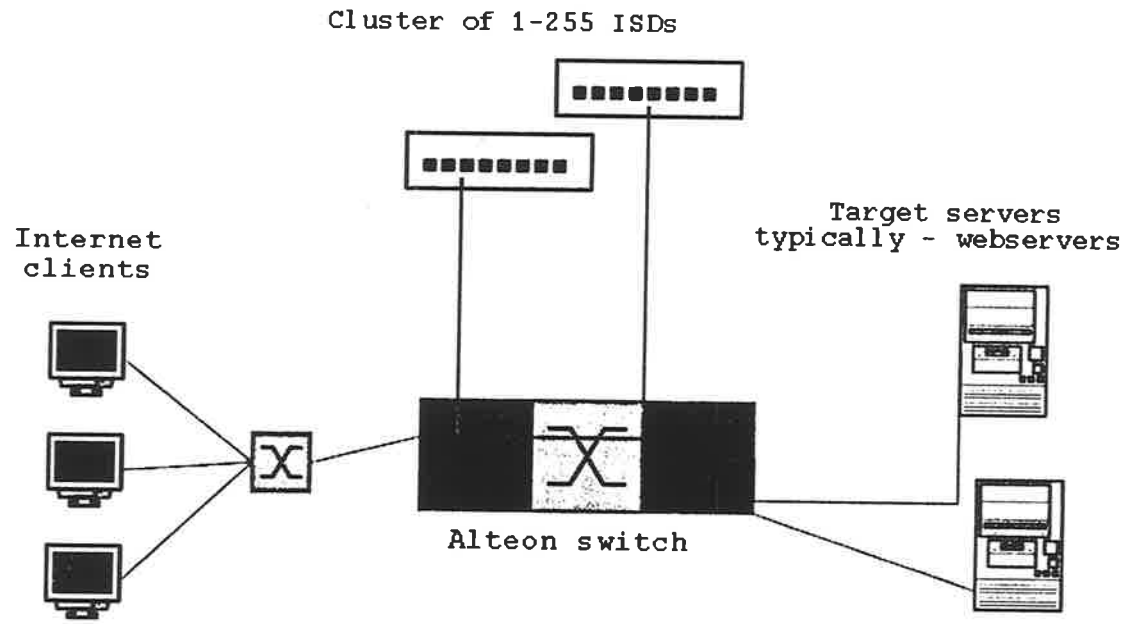 Cluster of 1-255 ISDs
Internet
clients
Target servers
typically - webservers
Alteon switch